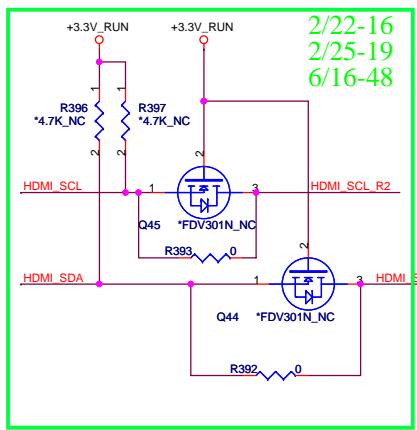 +3.3V_RUN
+3.3V_RUN
2/22-16
2/25-19
6/16-48
1
1
R396
R397
*4.7K_NC
*4.7K_NC
2
2
2
HDMI_SCL
1
3
HDMI_SCL_R2
Q45
*FDV301N_NC
R393
0
2
HDMI_SDA
1
3
HDMI_S
Q44
*FDV301N_NC
R392
0